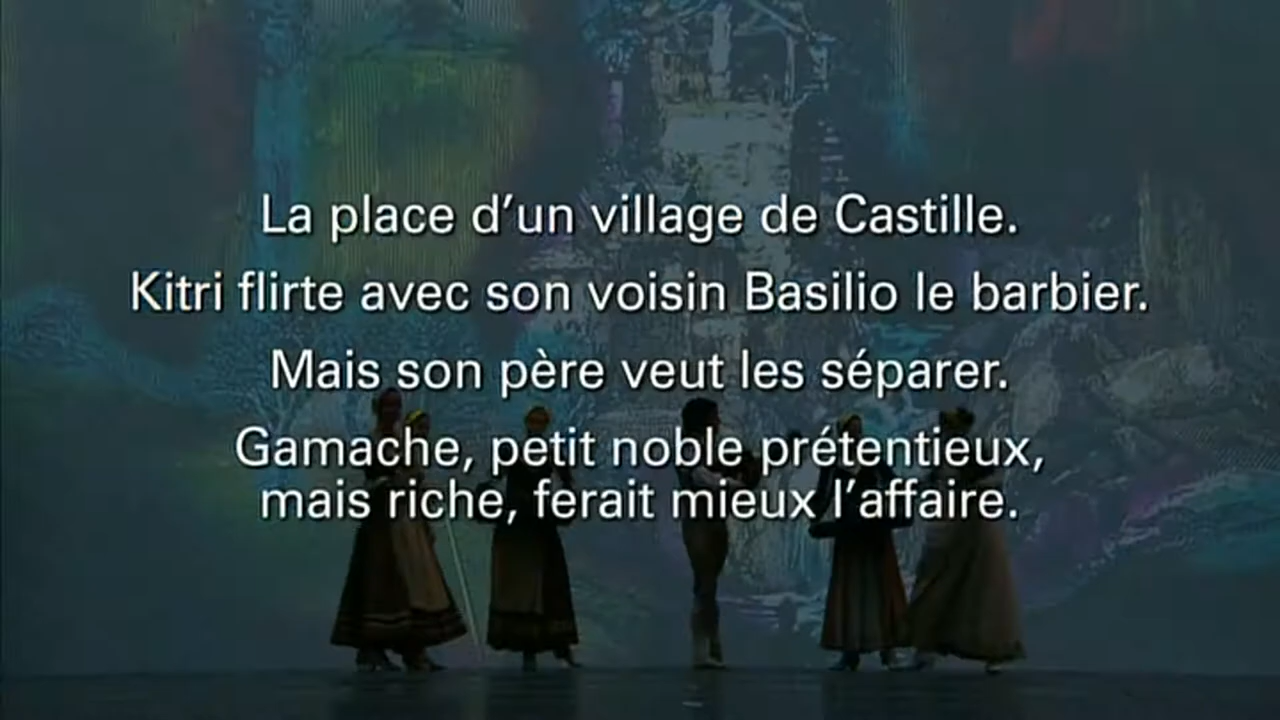 La place d’un village de Castille.
Kitri flirte avec son voisin Basilio le barbier.
Mais son père veut les séparer.
Gamache, petit noble prétentieux,
mais riche, ferait mieux l’affaire.